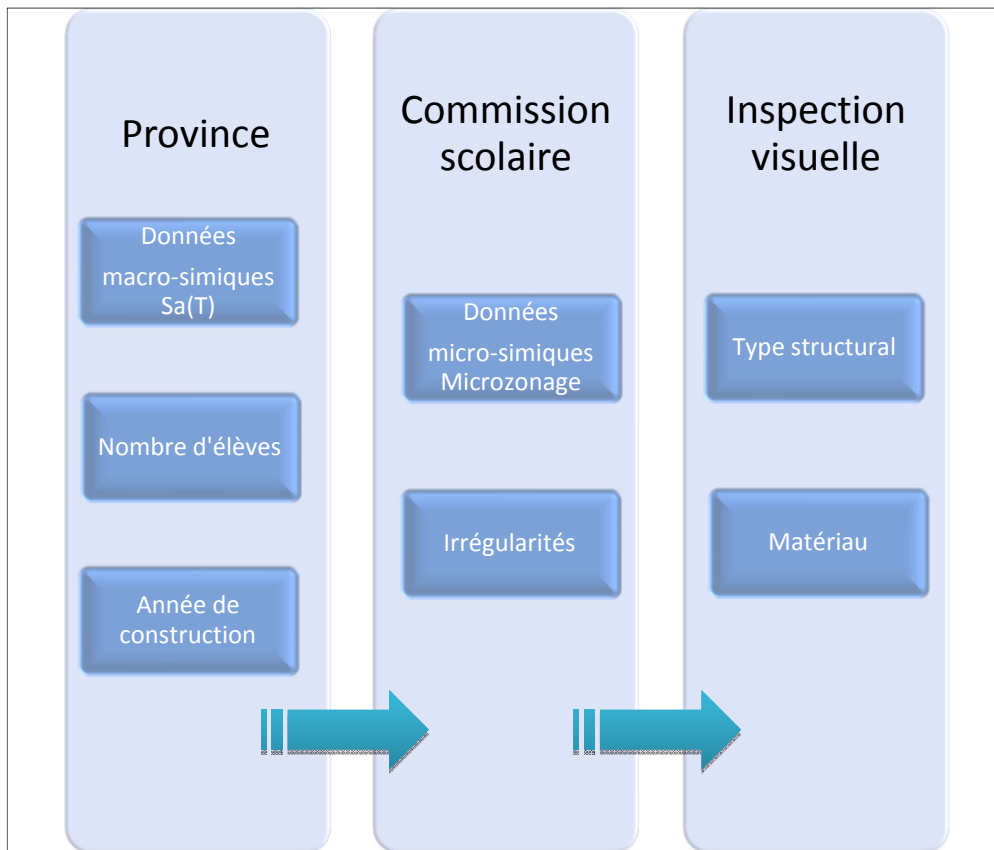 Province
Données
macro-simiques
Sa(T)
Nombre d'élèves
Année de
construction
Commission
scolaire
Données
micro-simiques
Microzonage
Irrégularités
Inspection
visuelle
Type structural
Matériau